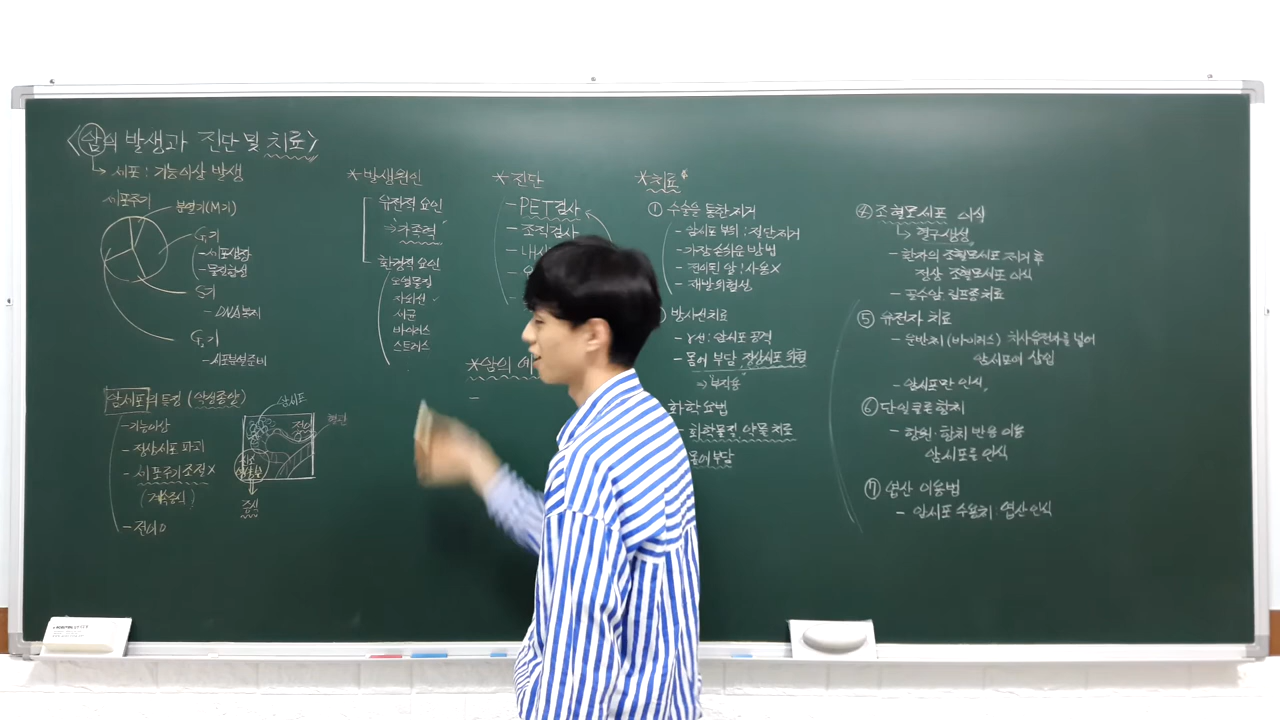 <암의 발생과 진단 및 치료>
→ 세포 : 기능이상 발생
세포주기
분열기(M기)
G₁기
- 세포성장
- 물질합성
S기
- DNA복제
G₂기
- 세포분열준비
암세포의 특징 (악성종양)
- 기능이상
- 정상세포 파괴
- 세포주기조절X
(계속증식)
- 전이O
암세포
전이
혈관
증식
* 발생원인
유전적 요인
⇒ 가족력
환경적 요인
오염물질
자외선
세균
바이러스
스트레스
* 진단
- PET검사
- 조직검사
- 내시
* 암의 예
-
* 치료
① 수술을 통한 제거
- 암세포 부위 : 절단 제거
- 가장 손쉬운 방법
- 전이된 암 : 사용X
- 재발위험성
방사선치료
- γ선 : 암세포 공격
- 몸에 부담, 정상세포 위험
⇒ 부작용
화학요법
- 화학물질 약물 치료
몸에 부담
④ 조혈모세포 이식
↳ 혈구생성
- 환자의 조혈모세포 제거 후
정상 조혈모세포 이식
- 골수암 림프종치료
⑤ 유전자 치료
- 운반체 (바이러스) 치사유전자를 넣어
암세포에 삽입
- 암세포만 인식
⑥ 단일클론항체
- 항원·항체 반응 이용
암세포를 인식
⑦ 엽산 이용법
- 암세포 수용체 : 엽산 인식